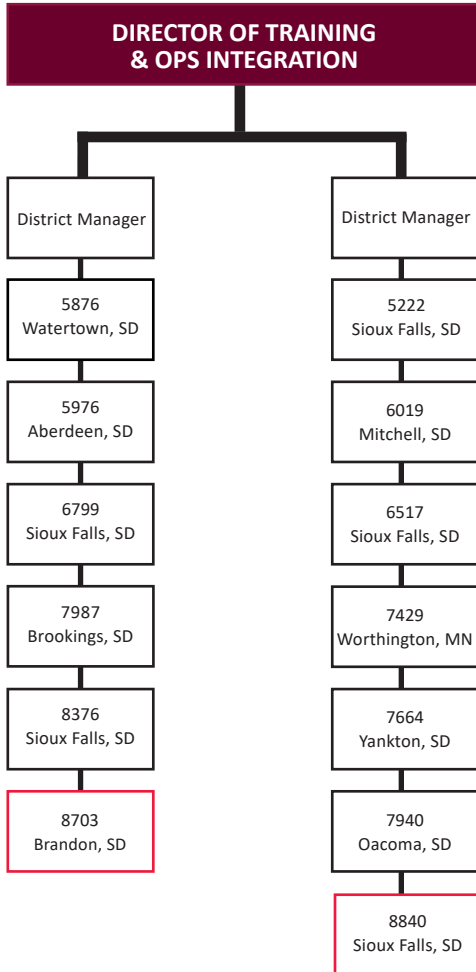 DIRECTOR OF TRAINING
& OPS INTEGRATION
District Manager
5876
Watertown, SD
5976
Aberdeen, SD
6799
Sioux Falls, SD
7987
Brookings, SD
8376
Sioux Falls, SD
8703
Brandon, SD
District Manager
5222
Sioux Falls, SD
6019
Mitchell, SD
6517
Sioux Falls, SD
7429
Worthington, MN
7664
Yankton, SD
7940
Oacoma, SD
8840
Sioux Falls, SD